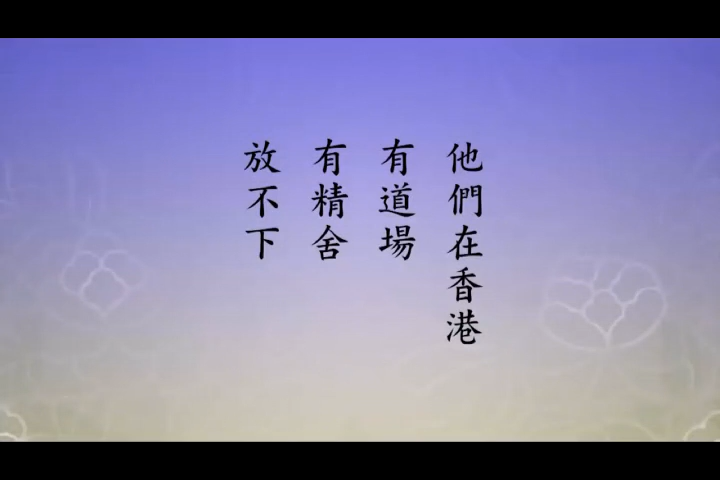 他們在香港
有道場
有精舍
放不下